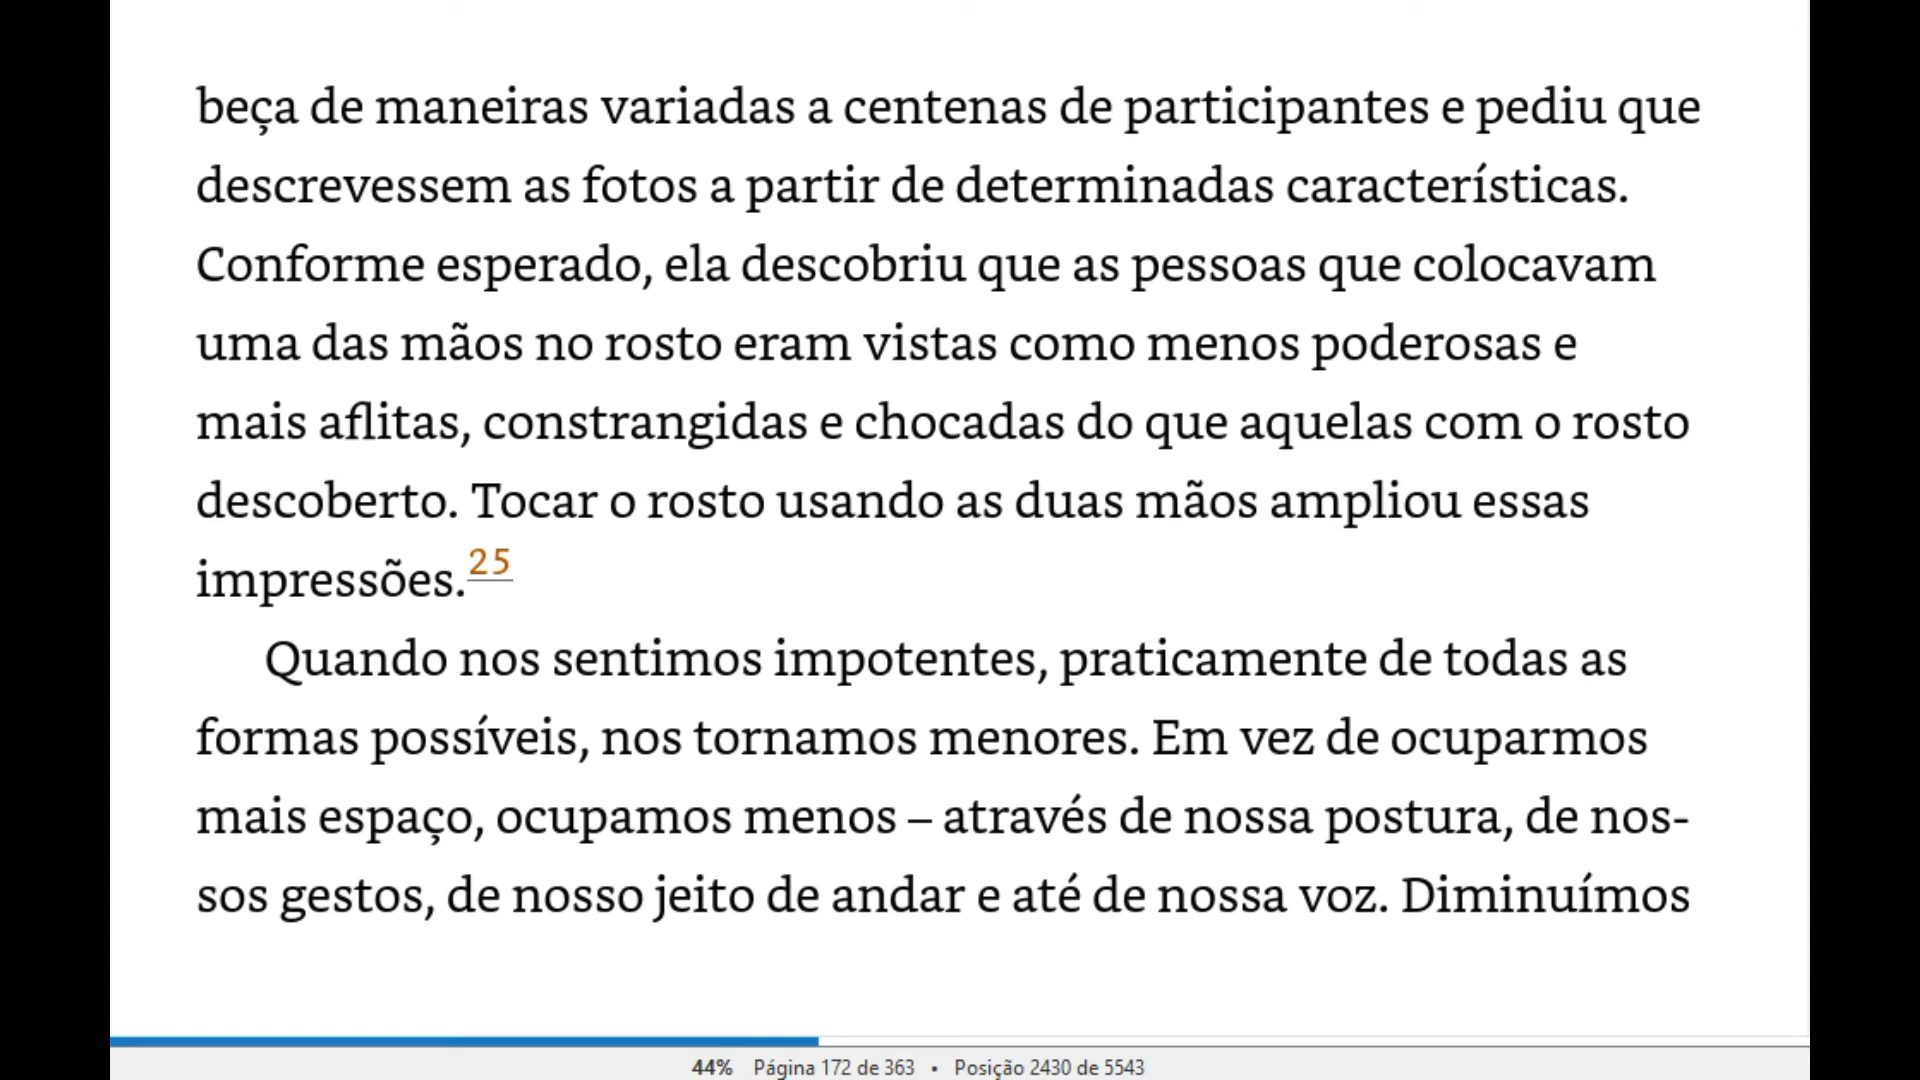 beça de maneiras variadas a centenas de participantes e pediu que
descrevessem as fotos a partir de determinadas características.
Conforme esperado, ela descobriu que as pessoas que colocavam
uma das mãos no rosto eram vistas como menos poderosas e
mais aflitas, constrangidas e chocadas do que aquelas com o rosto
descoberto. Tocar o rosto usando as duas mãos ampliou essas
impressões.25
Quando nos sentimos impotentes, praticamente de todas as
formas possíveis, nos tornamos menores. Em vez de ocuparmos
mais espaço, ocupamos menos – através de nossa postura, de nos-
sos gestos, de nosso jeito de andar e até de nossa voz. Diminuímos
44% Página 172 de 363 • Posição 2430 de 5543